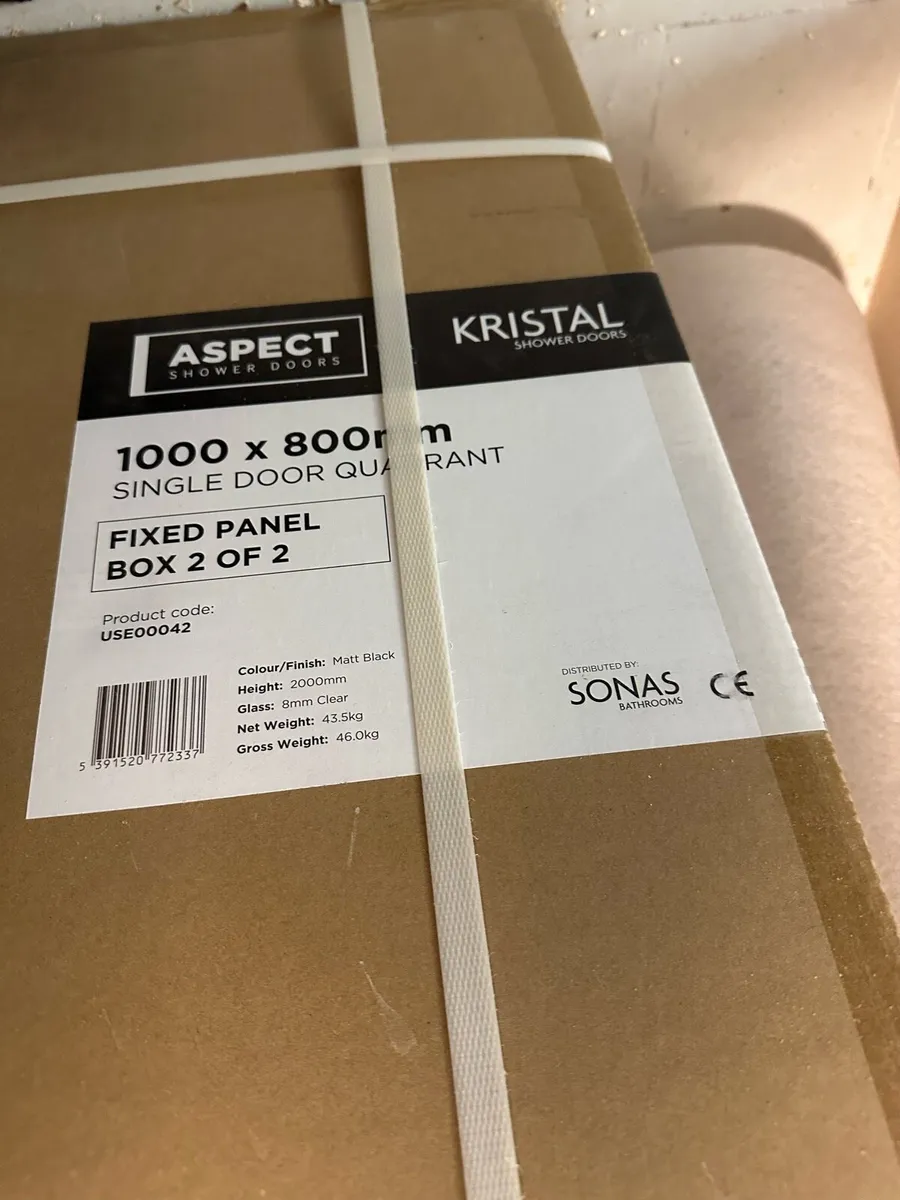 ASPECT
SHOWER DOORS
KRISTAL
SHOWER DOORS
1000 x 800mm
SINGLE DOOR QUADRANT
FIXED PANEL
BOX 2 OF 2
Product code:
USE00042
Colour/Finish: Matt Black
Height: 2000mm
Glass: 8mm Clear
Net Weight: 43.5kg
Gross Weight: 46.0kg
5 391520 772337
DISTRIBUTED BY:
SONAS
BATHROOMS
CE